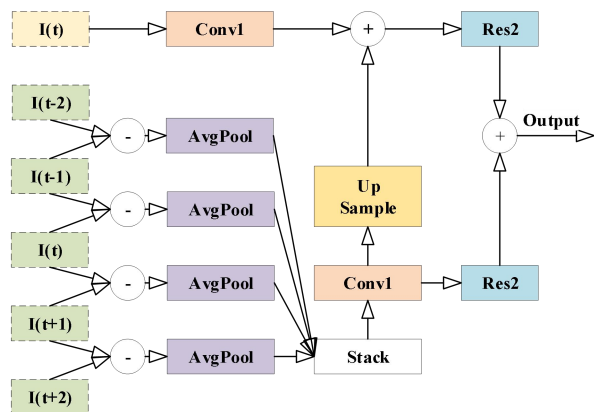 I(t)
Conv1
+
Res2
I(t-2)
-
AvgPool
+
Output
I(t-1)
-
AvgPool
Up
Sample
I(t)
-
AvgPool
Conv1
Res2
I(t+1)
-
AvgPool
Stack
I(t+2)